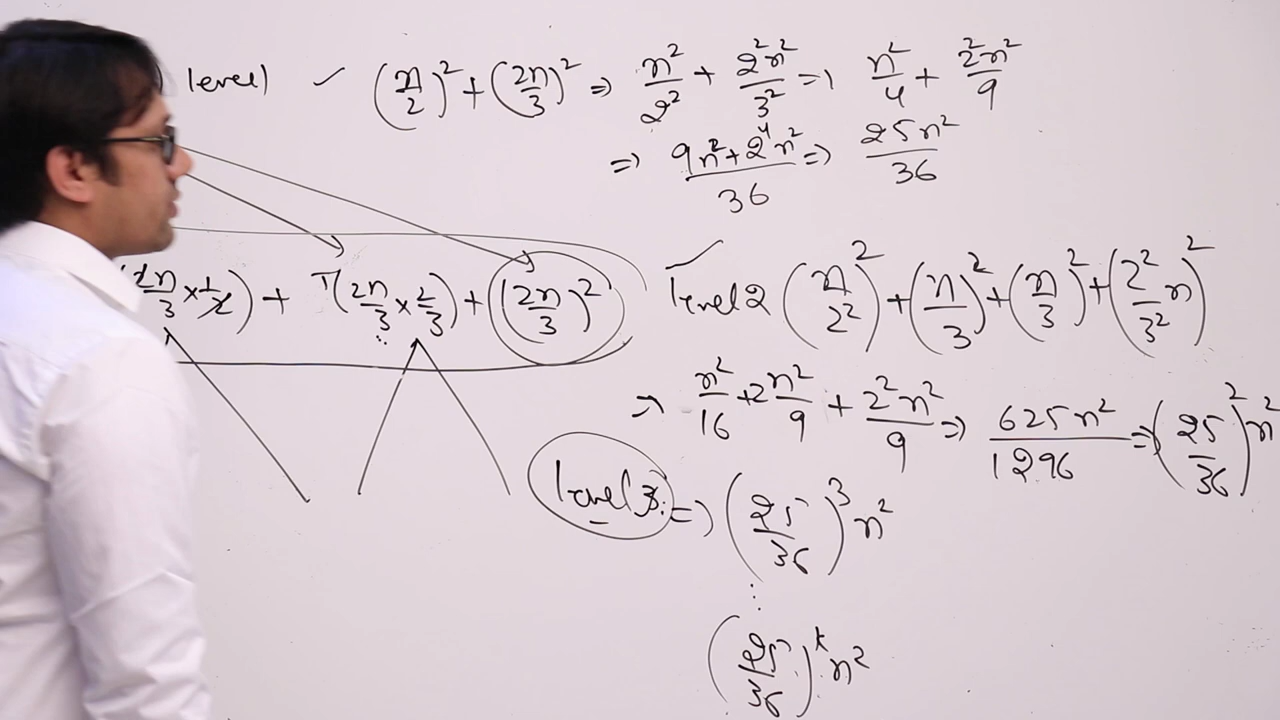 level) ✓ (n/2)² + (2n/3)² ⇒ n²/2² + 2²n²/3² ⇒ n²/4 + 2²n²/9
⇒ (9n² + 2⁴n²)/36 ⇒ 25n²/36
(2n/3 × 1/2) + T(2n/3 × 2/3) + (2n/3)²
level 2 (n/2²)² + (n/3)² + (n/3)² + (2²/3² n)²
→ n²/16 + 2n²/9 + 2²n²/9 ⇒ 625n²/1296 ⇒ (25/36)² n²
level 3 ⇒ (25/36)³ n²
⋮
(25/36)ᵏ n²